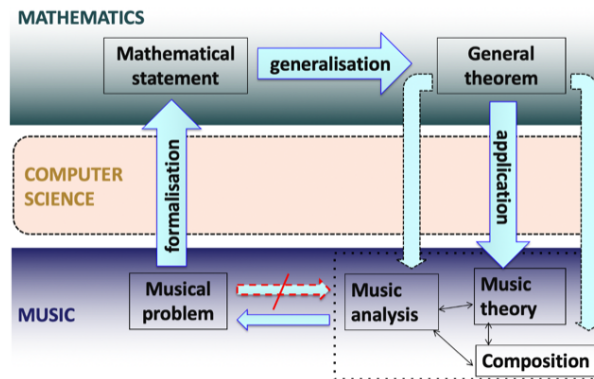 MATHEMATICS
Mathematical
statement
generalisation
General
theorem
formalisation
application
COMPUTER
SCIENCE
MUSIC
Musical
problem
Music
analysis
Music
theory
Composition